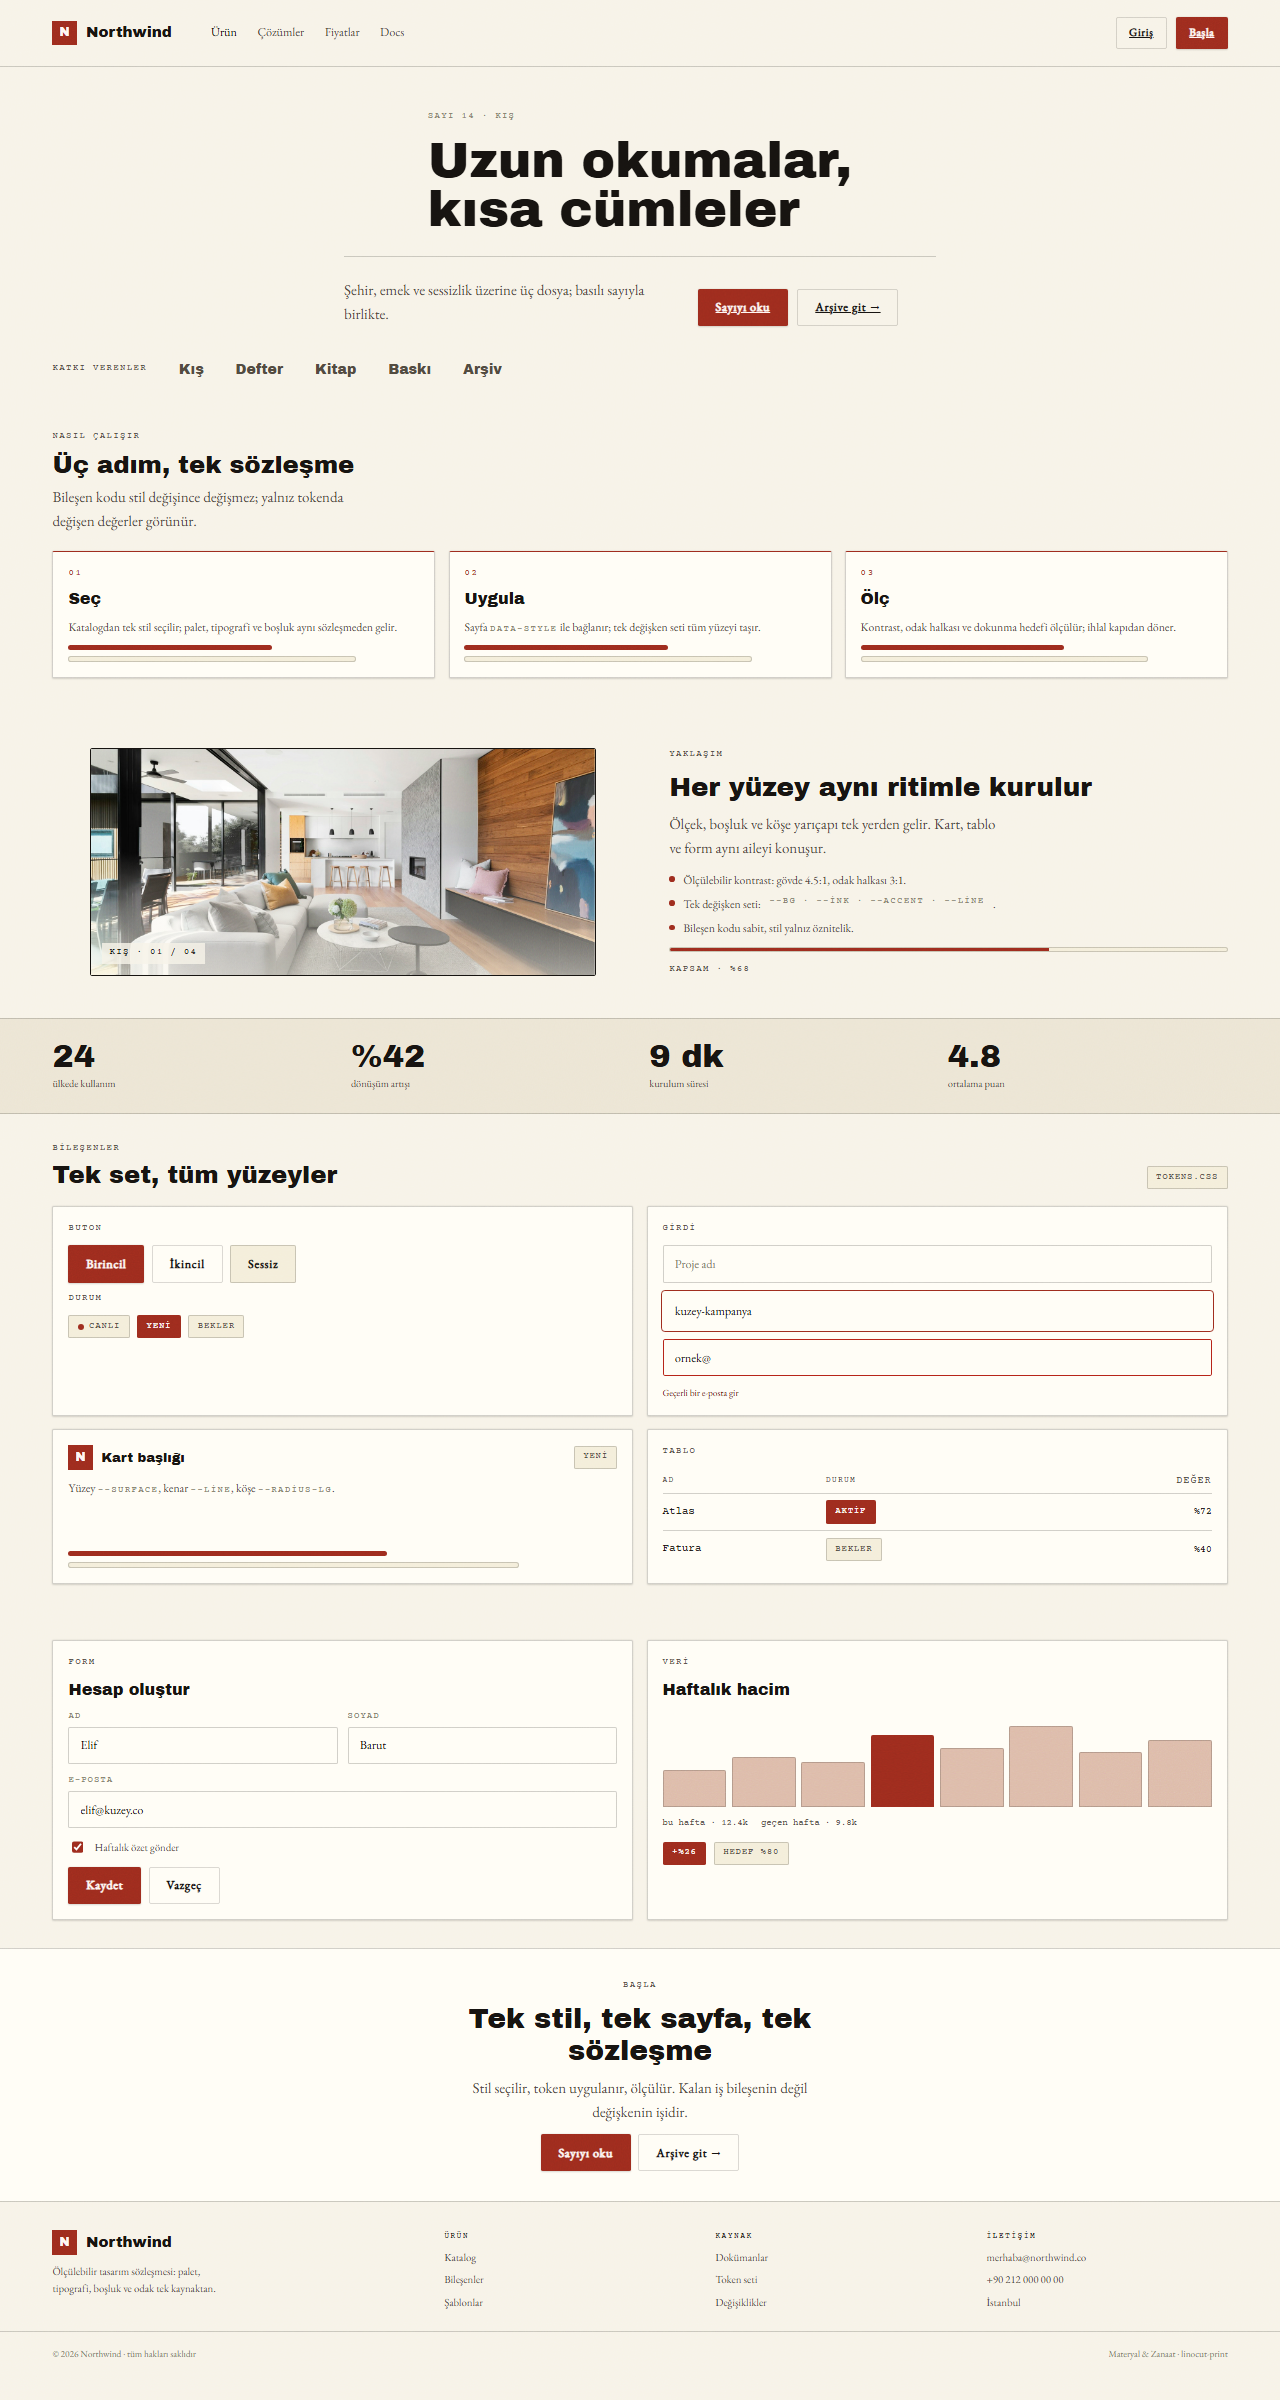 N Northwind Ürün Çözümler Fiyatlar Docs Giriş Başla
SAYI 14 · KIŞ
Uzun okumalar,
kısa cümleler
Şehir, emek ve sessizlik üzerine üç dosya; basılı sayıyla
birlikte.
Sayıyı oku Arşive git →
KATKI VERENLER Kış Defter Kitap Baskı Arşiv
NASIL ÇALIŞIR
Üç adım, tek sözleşme
Bileşen kodu stil değişince değişmez; yalnız tokenda
değişen değerler görünür.
01
Seç
Katalogdan tek stil seçilir; palet, tipografi ve boşluk aynı sözleşmeden gelir.
02
Uygula
Sayfa DATA-STYLE ile bağlanır; tek değişken seti tüm yüzeyi taşır.
03
Ölç
Kontrast, odak halkası ve dokunma hedefi ölçülür; ihlal kapıdan döner.
KIŞ · 01 / 04
YAKLAŞIM
Her yüzey aynı ritimle kurulur
Ölçek, boşluk ve köşe yarıçapı tek yerden gelir. Kart, tablo
ve form aynı aileyi konuşur.
Ölçülebilir kontrast: gövde 4.5:1, odak halkası 3:1.
Tek değişken seti: --BG · --İNK · --ACCENT · --LİNE .
Bileşen kodu sabit, stil yalnız öznitelik.
KAPSAM · %68
24
ülkede kullanım
%42
dönüşüm artışı
9 dk
kurulum süresi
4.8
ortalama puan
BİLEŞENLER
Tek set, tüm yüzeyler
TOKENS.CSS
BUTON
Birincil İkincil Sessiz
DURUM
CANLI YENİ BEKLER
GİRDİ
Proje adı
kuzey-kampanya
ornek@
Geçerli bir e-posta gir
N Kart başlığı YENİ
Yüzey --SURFACE, kenar --LİNE, köşe --RADİUS-LG.
TABLO
AD DURUM DEĞER
Atlas AKTİF %72
Fatura BEKLER %40
FORM
Hesap oluştur
AD SOYAD
Elif Barut
E-POSTA
elif@kuzey.co
Haftalık özet gönder
Kaydet Vazgeç
VERİ
Haftalık hacim
bu hafta · 12.4k geçen hafta · 9.8k
+%26 HEDEF %80
BAŞLA
Tek stil, tek sayfa, tek
sözleşme
Stil seçilir, token uygulanır, ölçülür. Kalan iş bileşenin değil
değişkenin işidir.
Sayıyı oku Arşive git →
N Northwind
Ölçülebilir tasarım sözleşmesi: palet,
tipografi, boşluk ve odak tek kaynaktan.
ÜRÜN
Katalog
Bileşenler
Şablonlar
KAYNAK
Dokümanlar
Token seti
Değişiklikler
İLETİŞİM
merhaba@northwind.co
+90 212 000 00 00
İstanbul
© 2026 Northwind · tüm hakları saklıdır
Materyal & Zanaat · linocut-print